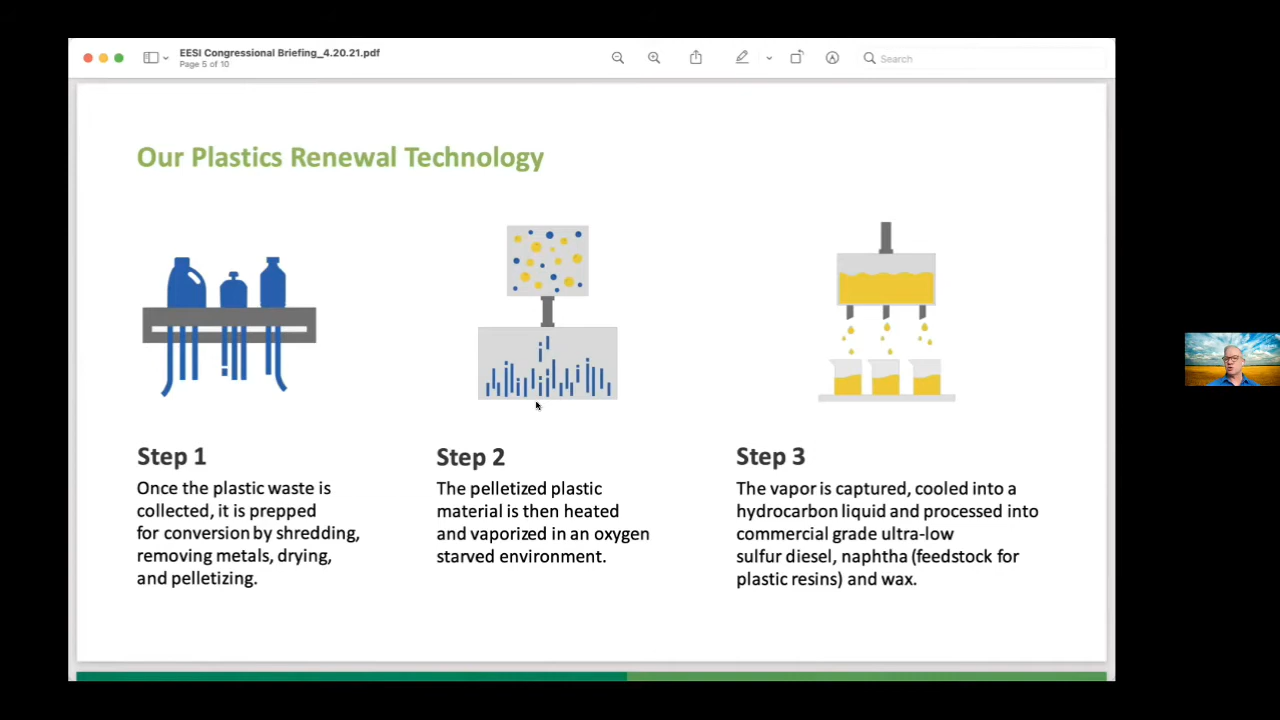 EESI Congressional Briefing_4.20.21.pdf
Page 5 of 10
Search
Our Plastics Renewal Technology
Step 1
Once the plastic waste is
collected, it is prepped
for conversion by shredding,
removing metals, drying,
and pelletizing.
Step 2
The pelletized plastic
material is then heated
and vaporized in an oxygen
starved environment.
Step 3
The vapor is captured, cooled into a
hydrocarbon liquid and processed into
commercial grade ultra-low
sulfur diesel, naphtha (feedstock for
plastic resins) and wax.